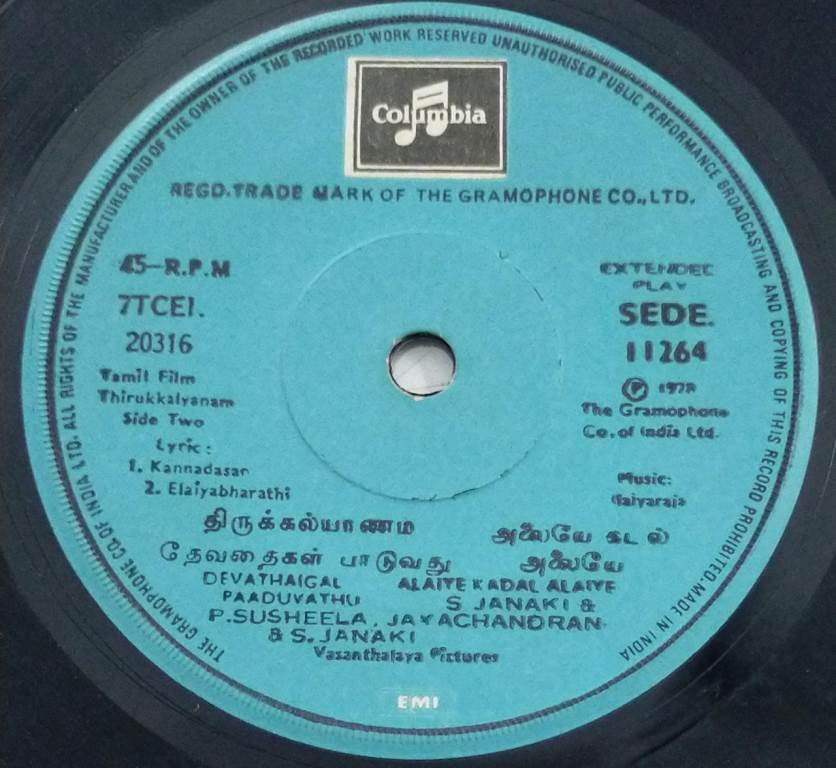 THE GRAMOPHONE CO. OF INDIA LTD. ALL RIGHTS OF THE MANUFACTURER AND OF THE OWNER OF THE RECORDED WORK RESERVED UNAUTHORISED PUBLIC PERFORMANCE BROADCASTING AND COPYING OF THIS RECORD PROHIBITED. MADE IN INDIA
Columbia
REGD. TRADE MARK OF THE GRAMOPHONE CO., LTD.
45-R.P.M
7TCEI.
20316
Tamil Film
Thirukkalyanam
Side Two
Lyric:
1. Kannadasan
2. Elaiyabharathi
EXTENDED
PLAY
SEDE.
11264
Ⓟ 1978
The Gramophone
Co. of India Ltd.
Music:
Ilaiyaraja
திருக்கல்யாணம்
தேவதைகள் பாடுவது
DEVATHAIGAL
PAADUVATHU
P. SUSHEELA.
& S. JANAKI
அலையே கடல்
அலையே
ALAIYE KADAL ALAIYE
S JANAKI &
JAYACHANDRAN
Vasanthalaya Pictures
EMI